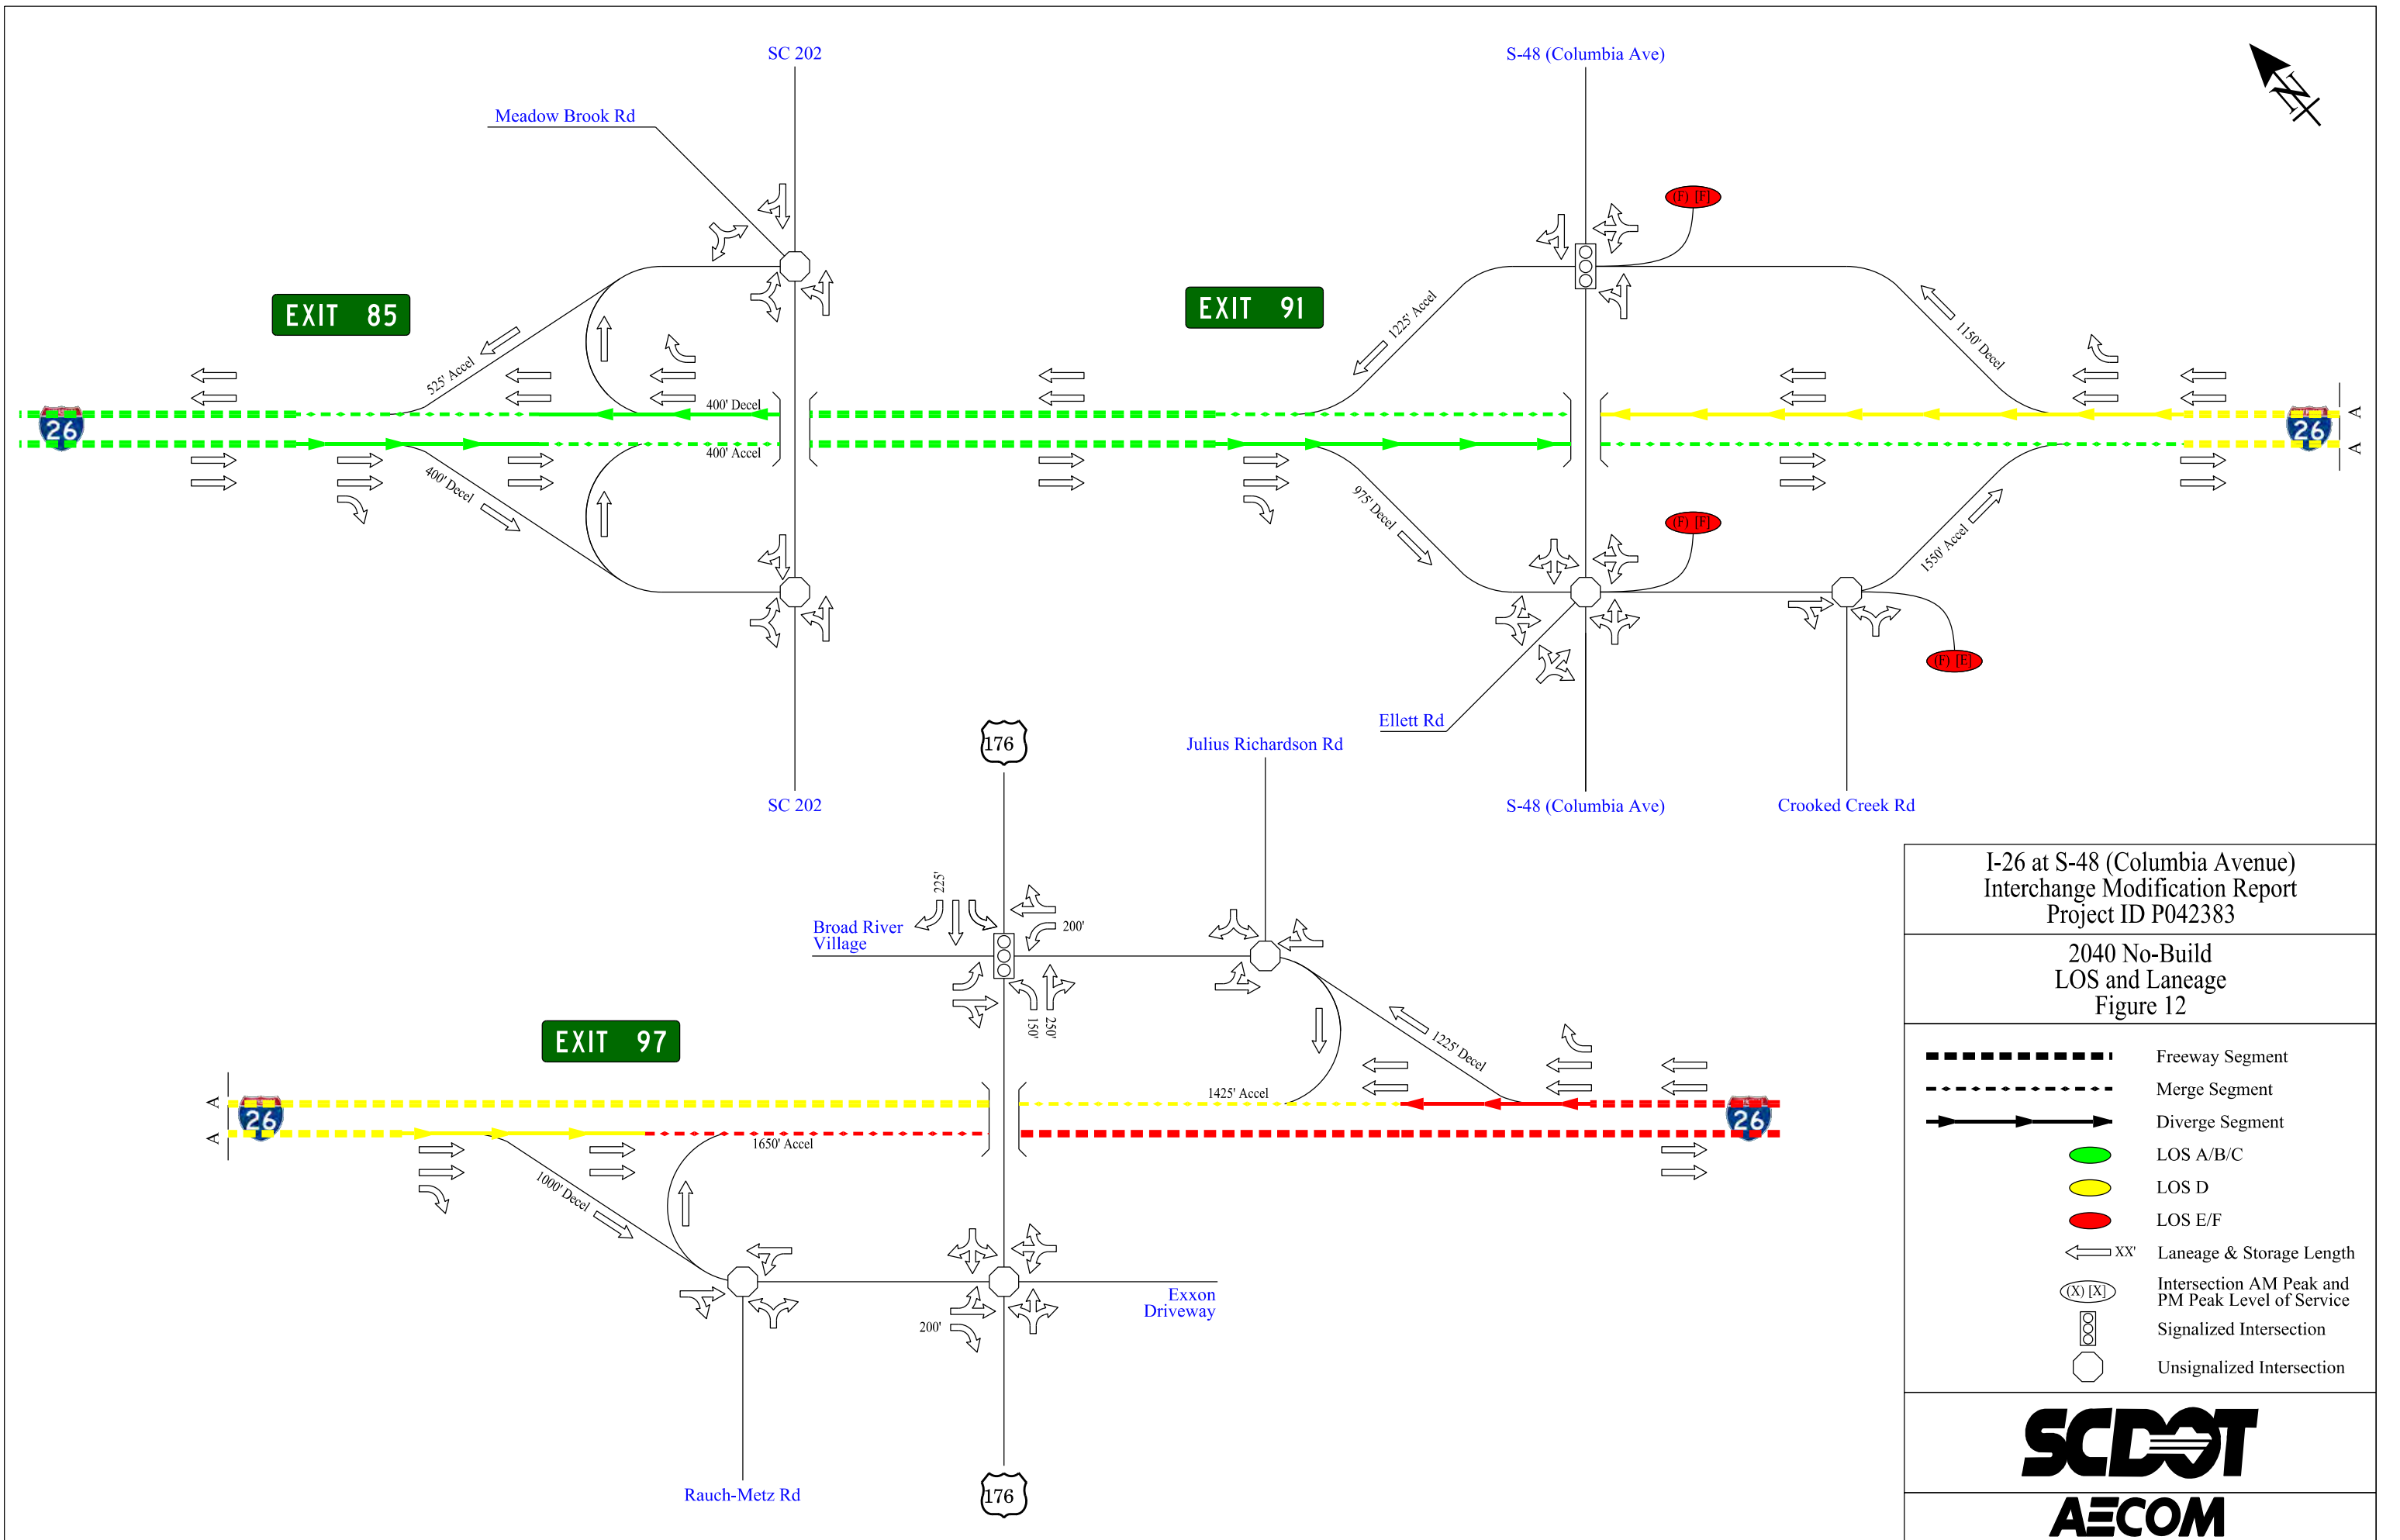 SC 202
S-48 (Columbia Ave)
N
Meadow Brook Rd
(F) [F]
EXIT 85
EXIT 91
1225' Accel
1150' Decel
525' Accel
400' Decel
26
A
26
A
400' Accel
400' Decel
975' Decel
(F) [F]
1550' Accel
(F) [E]
Ellett Rd
176
Julius Richardson Rd
SC 202
S-48 (Columbia Ave)
Crooked Creek Rd
I-26 at S-48 (Columbia Avenue)
Interchange Modification Report
Project ID P042383
2040 No-Build
LOS and Laneage
Figure 12
225'
200'
Broad River
Village
150'
250'
EXIT 97
1225' Decel
1425' Accel
A
26
A
26
1650' Accel
1000' Decel
200'
Exxon
Driveway
Rauch-Metz Rd
176
Freeway Segment
Merge Segment
Diverge Segment
LOS A/B/C
LOS D
LOS E/F
XX' Laneage & Storage Length
(X) [X] Intersection AM Peak and
PM Peak Level of Service
Signalized Intersection
Unsignalized Intersection
SCDOT
AECOM